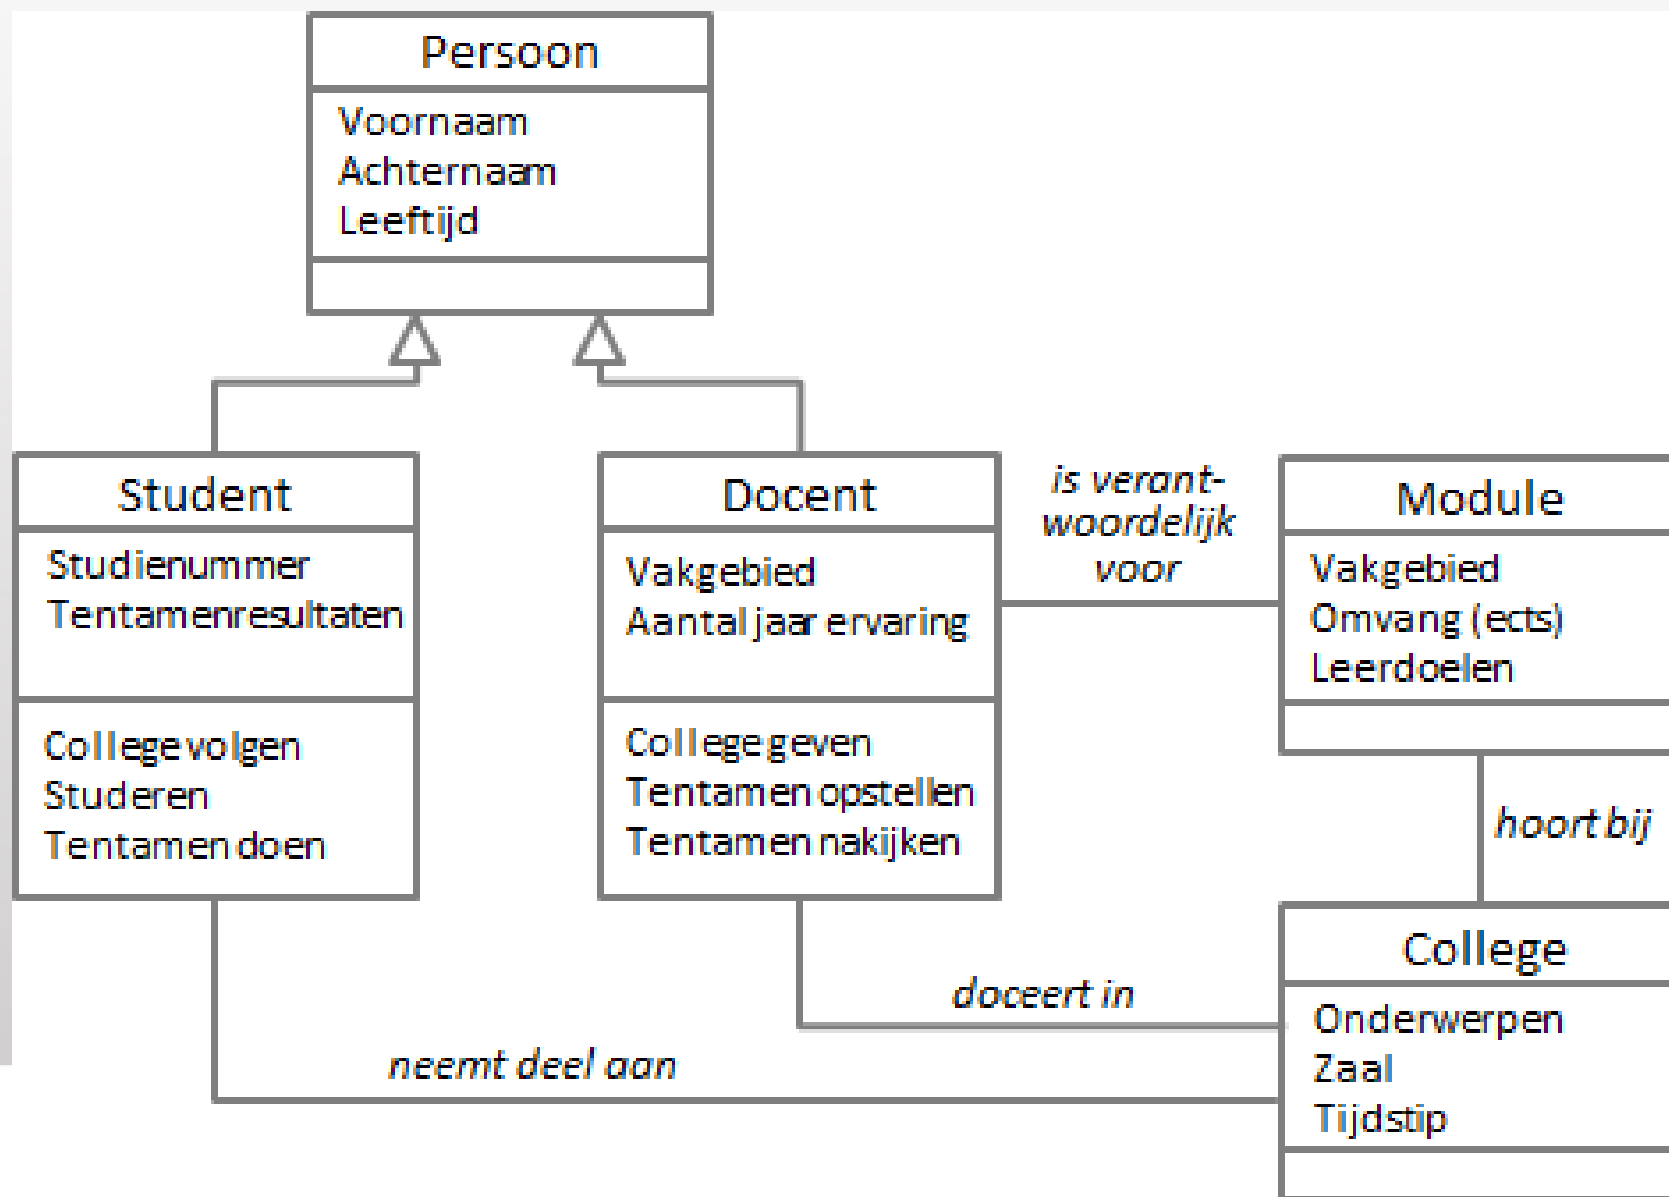 Persoon
Voornaam
Achternaam
Leeftijd
Student
Studienummer
Tentamenresultaten
College volgen
Studeren
Tentamen doen
Docent
Vakgebied
Aantal jaar ervaring
College geven
Tentamen opstellen
Tentamen nakijken
is verant-
woordelijk
voor
Module
Vakgebied
Omvang (ects)
Leerdoelen
hoort bij
College
Onderwerpen
Zaal
Tijdstip
doceert in
neemt deel aan